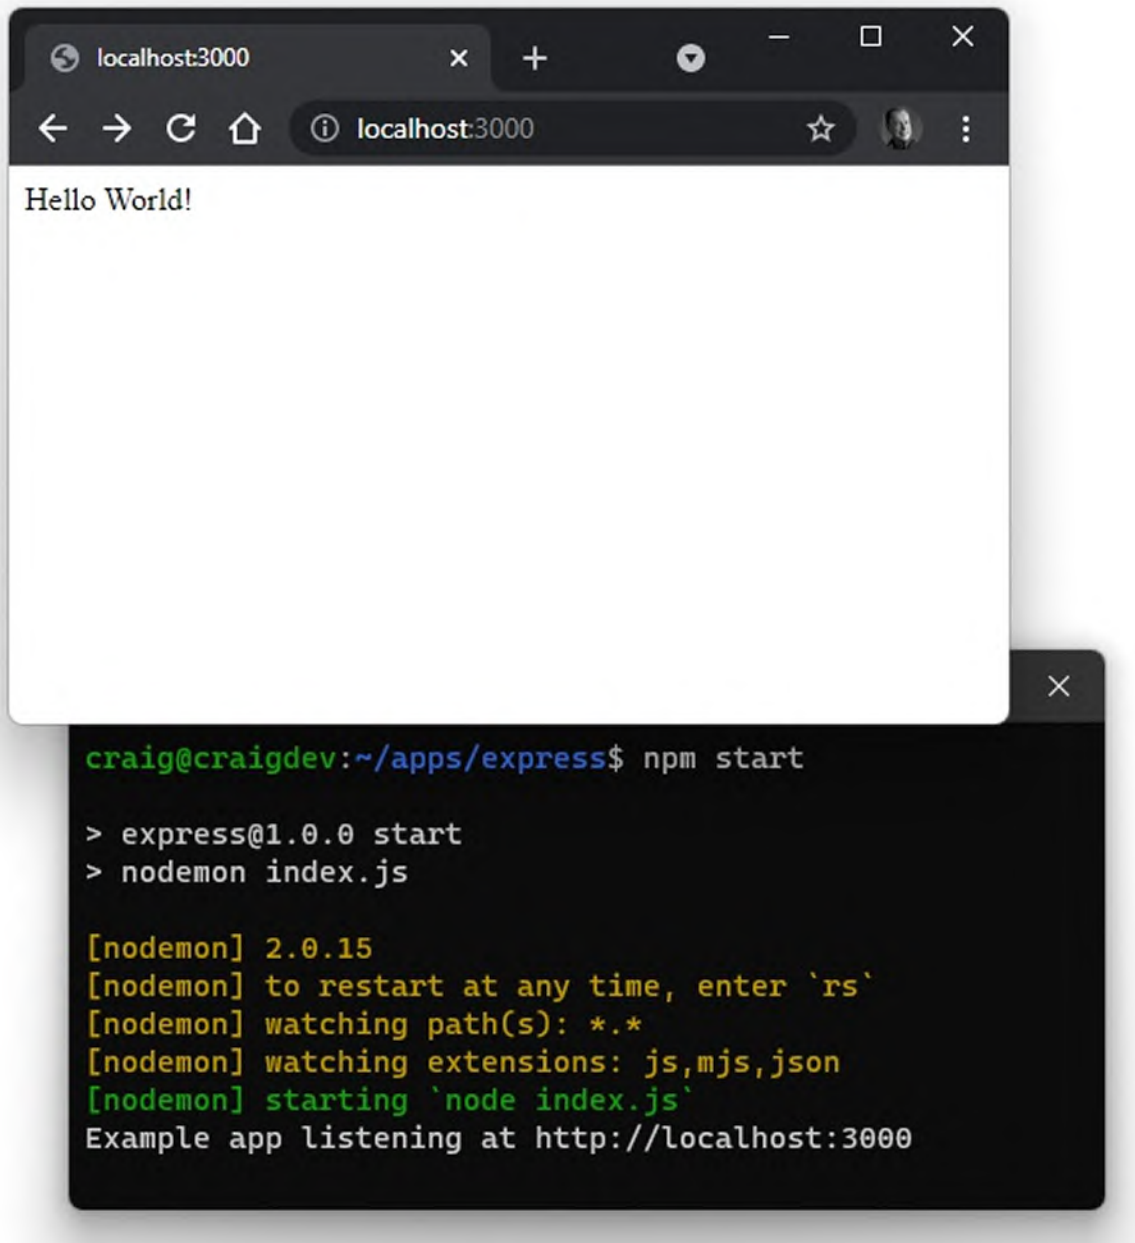 localhost:3000
localhost:3000
Hello World!
craig@craigdev:~/apps/express$ npm start
> express@1.0.0 start
> nodemon index.js
[nodemon] 2.0.15
[nodemon] to restart at any time, enter `rs`
[nodemon] watching path(s): *.*
[nodemon] watching extensions: js,mjs,json
[nodemon] starting `node index.js`
Example app listening at http://localhost:3000